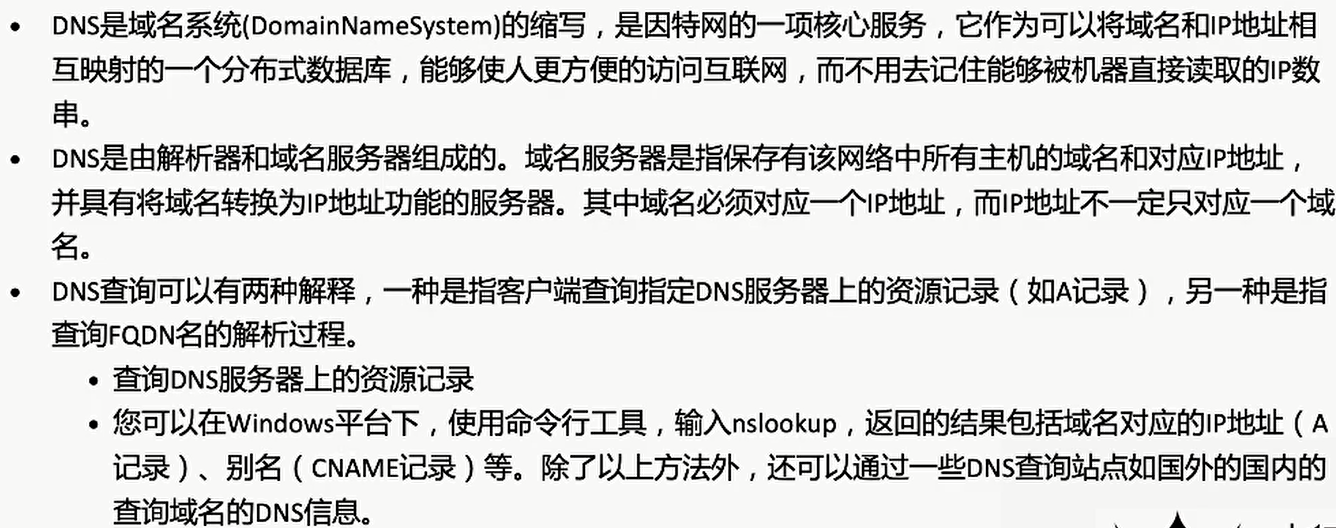 • DNS是域名系统(DomainNameSystem)的缩写，是因特网的一项核心服务，它作为可以将域名和IP地址相
互映射的一个分布式数据库，能够使人更方便的访问互联网，而不用去记住能够被机器直接读取的IP数
串。
• DNS是由解析器和域名服务器组成的。域名服务器是指保存有该网络中所有主机的域名和对应IP地址，
并具有将域名转换为IP地址功能的服务器。其中域名必须对应一个IP地址，而IP地址不一定只对应一个域
名。
• DNS查询可以有两种解释，一种是指客户端查询指定DNS服务器上的资源记录（如A记录），另一种是指
查询FQDN名的解析过程。
• 查询DNS服务器上的资源记录
• 您可以在Windows平台下，使用命令行工具，输入nslookup，返回的结果包括域名对应的IP地址（A
记录）、别名（CNAME记录）等。除了以上方法外，还可以通过一些DNS查询站点如国外的国内的
查询域名的DNS信息。